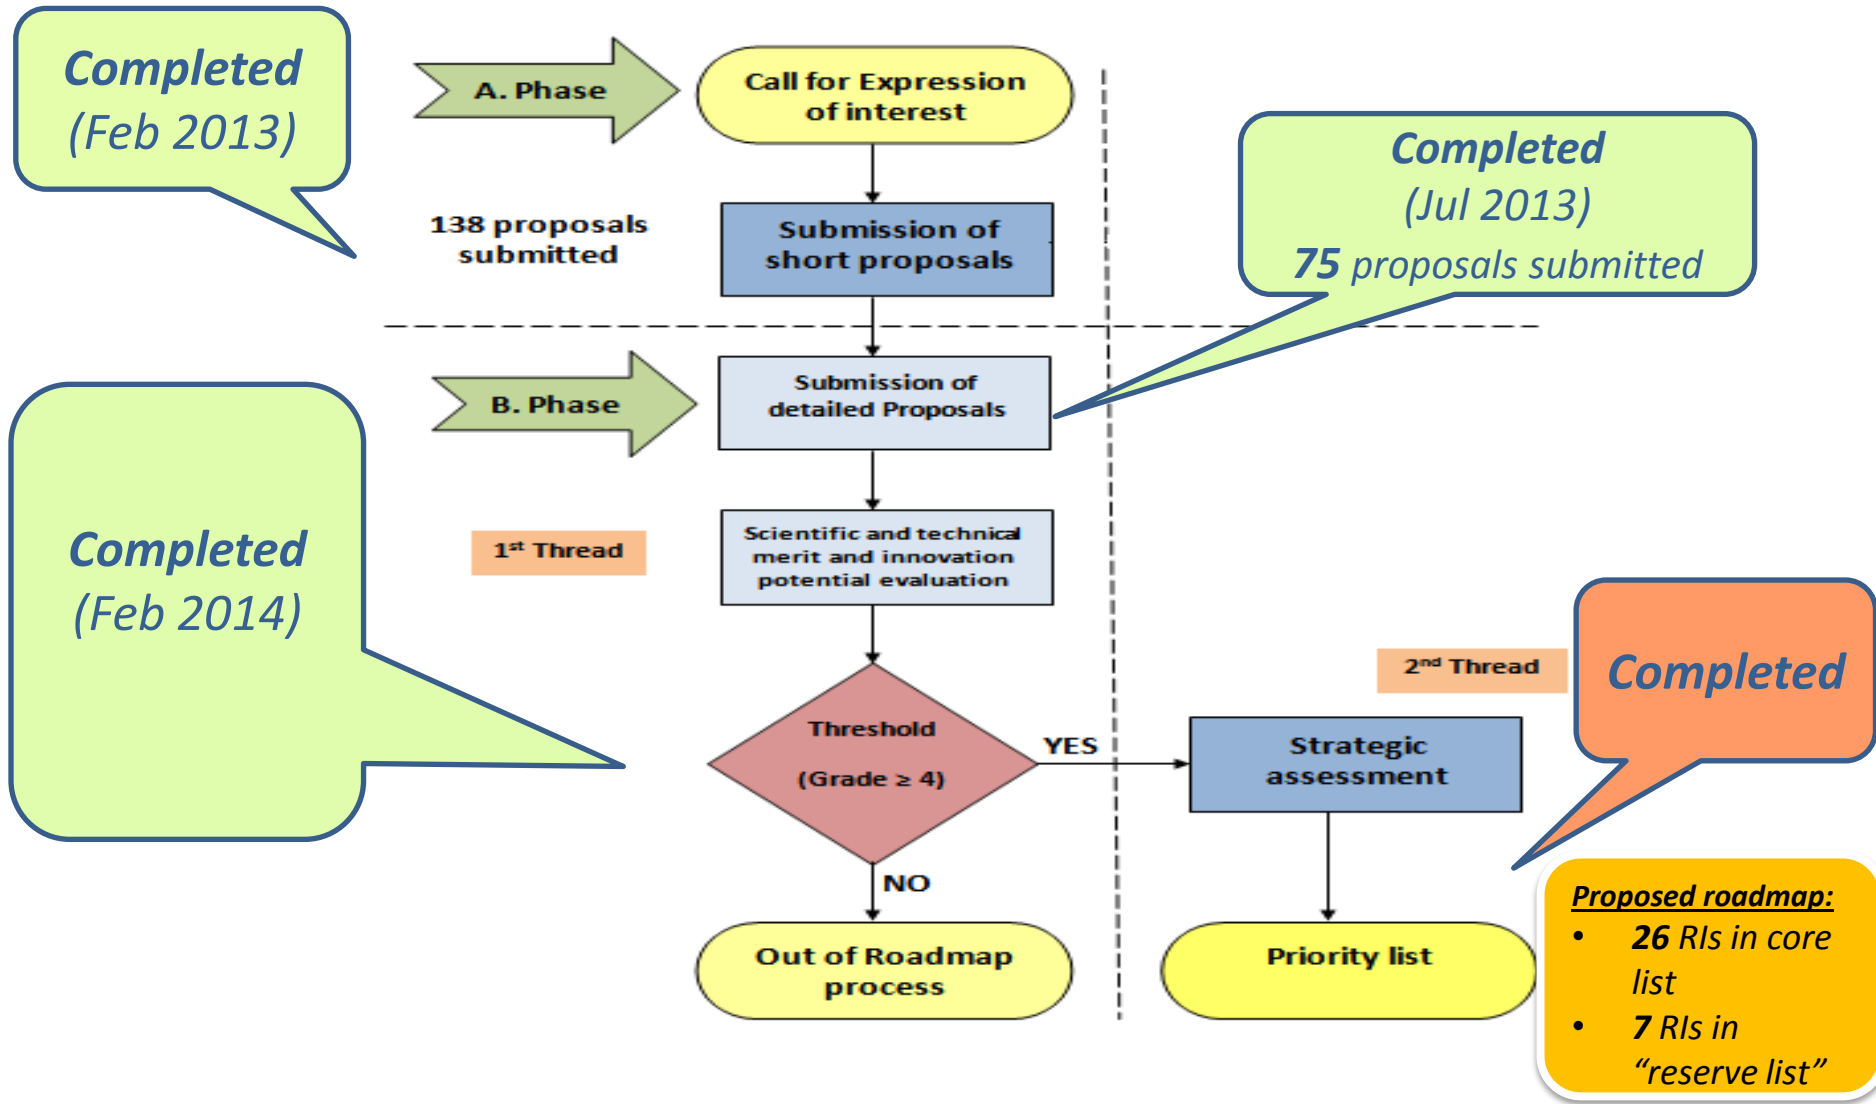 Completed
(Feb 2013)
A. Phase
Call for Expression
of interest
138 proposals
submitted
Submission of
short proposals
Completed
(Jul 2013)
75 proposals submitted
B. Phase
Submission of
detailed Proposals
Completed
(Feb 2014)
1st Thread
Scientific and technical
merit and innovation
potential evaluation
Threshold
(Grade ≥ 4)
YES
2nd Thread
Completed
Strategic
assessment
NO
Out of Roadmap
process
Priority list
Proposed roadmap:
• 26 RIs in core
list
• 7 RIs in
“reserve list”